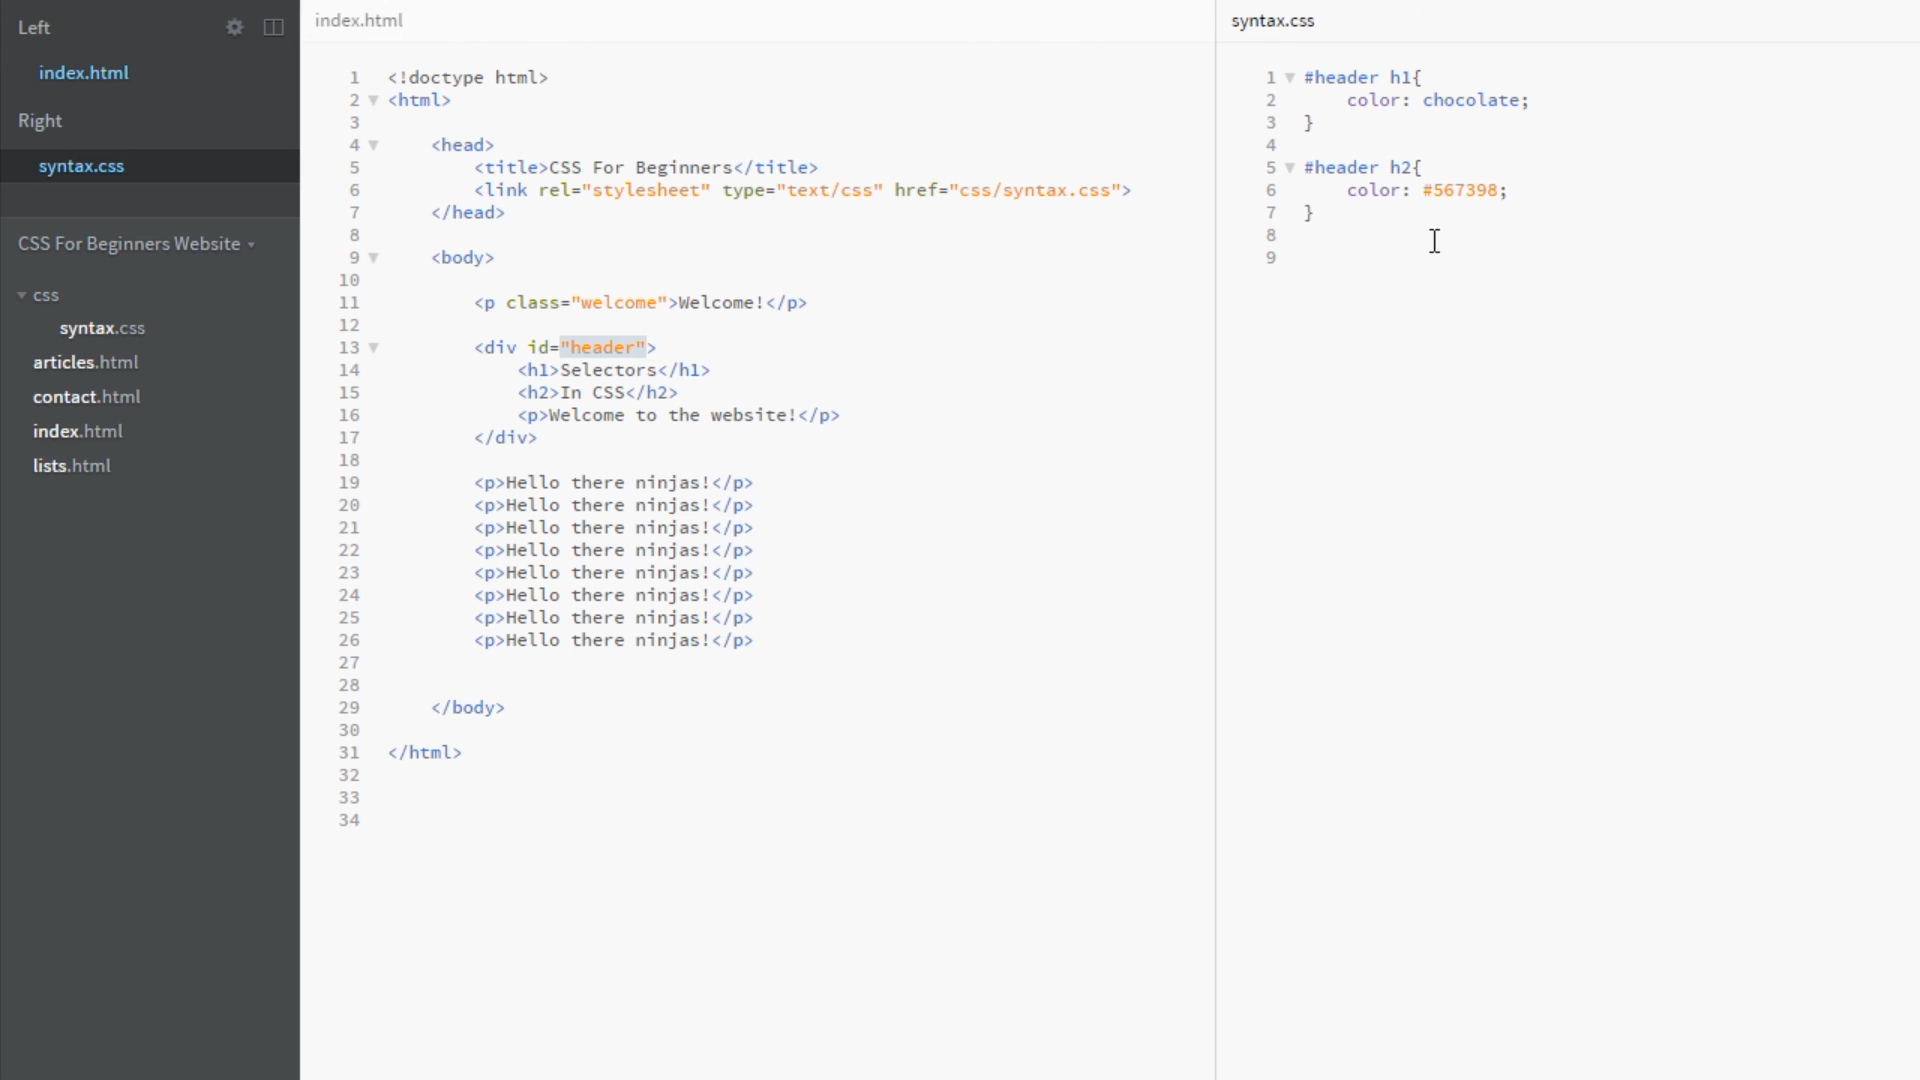 Left
index.html
Right
syntax.css
CSS For Beginners Website
css
syntax.css
articles.html
contact.html
index.html
lists.html
index.html
1 <!doctype html>
2 <html>
3
4 <head>
5 <title>CSS For Beginners</title>
6 <link rel="stylesheet" type="text/css" href="css/syntax.css">
7 </head>
8
9 <body>
10
11 <p class="welcome">Welcome!</p>
12
13 <div id="header">
14 <h1>Selectors</h1>
15 <h2>In CSS</h2>
16 <p>Welcome to the website!</p>
17 </div>
18
19 <p>Hello there ninjas!</p>
20 <p>Hello there ninjas!</p>
21 <p>Hello there ninjas!</p>
22 <p>Hello there ninjas!</p>
23 <p>Hello there ninjas!</p>
24 <p>Hello there ninjas!</p>
25 <p>Hello there ninjas!</p>
26 <p>Hello there ninjas!</p>
27
28
29 </body>
30
31 </html>
32
33
34
syntax.css
1 #header h1{
2 color: chocolate;
3 }
4
5 #header h2{
6 color: #567398;
7 }
8
9